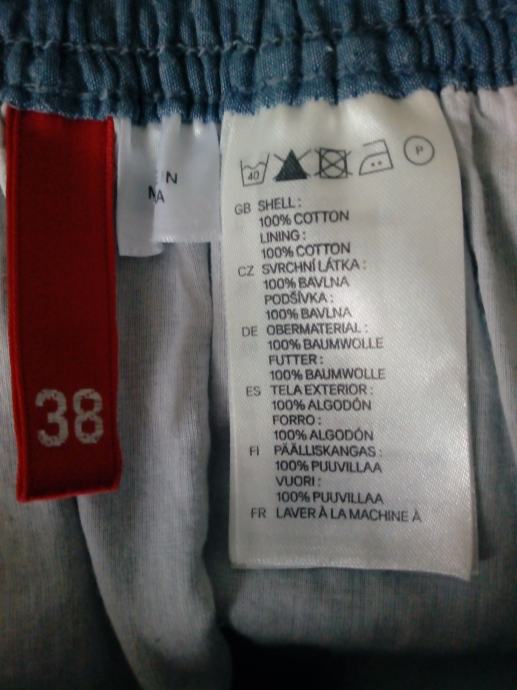 38
40
P
GB SHELL:
100% COTTON
LINING:
100% COTTON
CZ SVRCHNÍ LÁTKA:
100% BAVLNA
PODŠÍVKA:
100% BAVLNA
DE OBERMATERIAL:
100% BAUMWOLLE
FUTTER:
100% BAUMWOLLE
ES TELA EXTERIOR:
100% ALGODÓN
FORRO:
100% ALGODÓN
FI PÄÄLLISKANGAS:
100% PUUVILLAA
VUORI:
100% PUUVILLAA
FR LAVER À LA MACHINE À